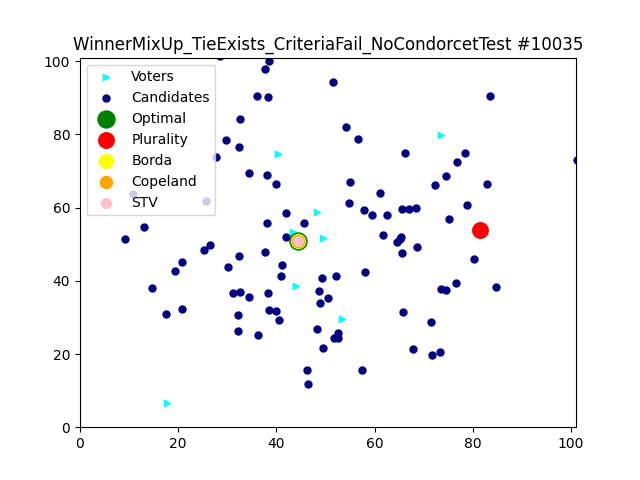 WinnerMixUp_TieExists_CriteriaFail_NoCondorcetTest #10035
Voters
Candidates
Optimal
Plurality
Borda
Copeland
STV
100
80
60
40
20
0
0 20 40 60 80 100